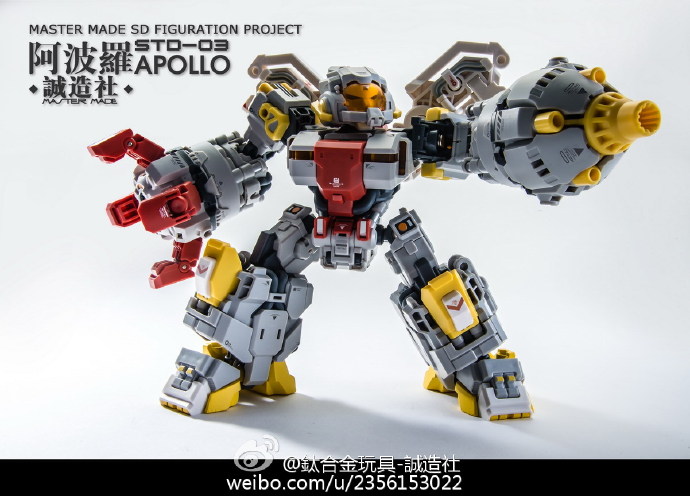 MASTER MADE SD FIGURATION PROJECT
阿波羅 STD-03
APOLLO
誠造社
MASTER MADE
@鈦合金玩具-誠造社
weibo.com/u/2356153022